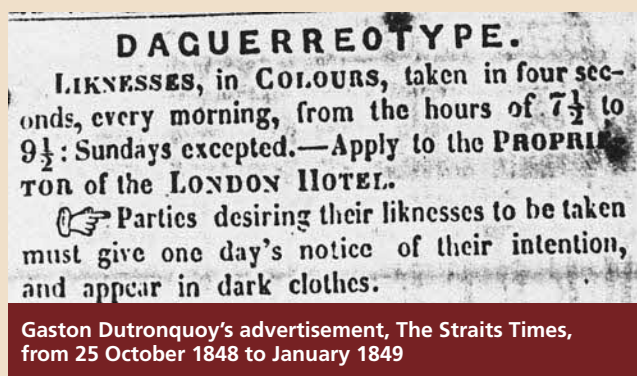 DAGUERREOTYPE.
LIKNESSES, in COLOURS, taken in four sec-
onds, every morning, from the hours of 7½ to
9½: Sundays excepted.—Apply to the PROPRIE-
TOR of the LONDON HOTEL.
☞ Parties desiring their liknesses to be taken
must give one day's notice of their intention,
and appear in dark clothes.
Gaston Dutronquoy's advertisement, The Straits Times,
from 25 October 1848 to January 1849